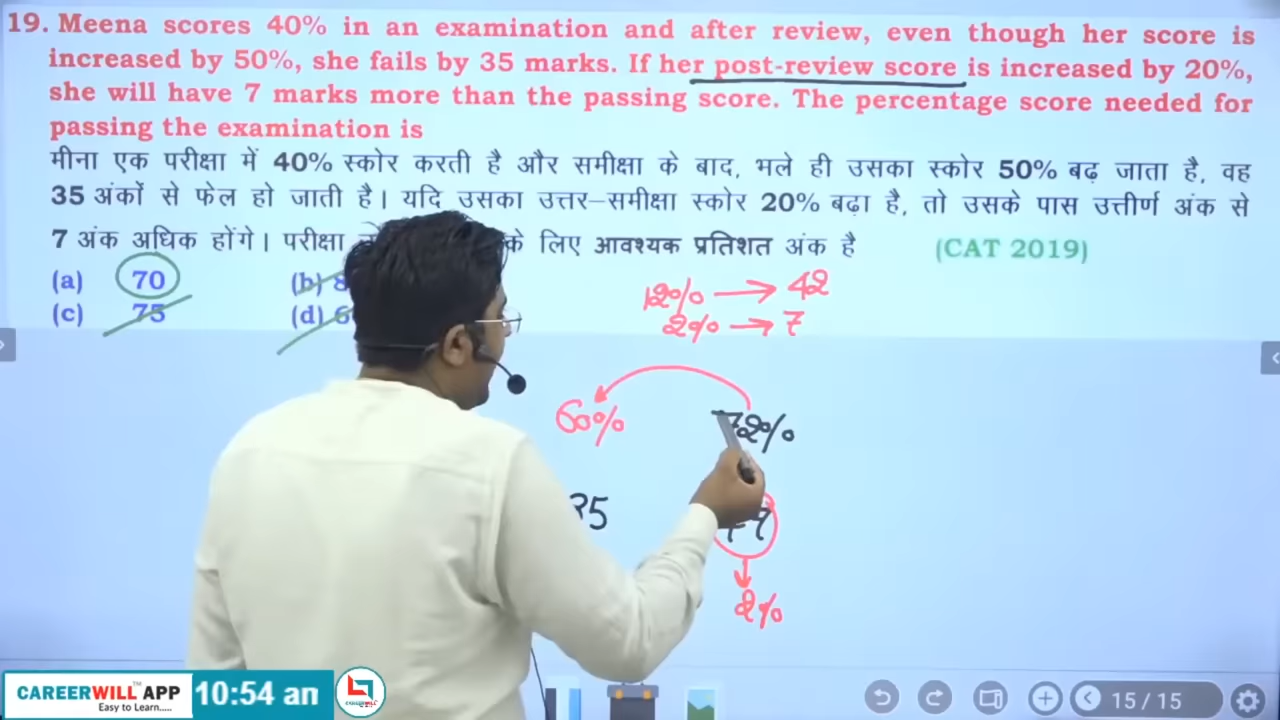 19. Meena scores 40% in an examination and after review, even though her score is
increased by 50%, she fails by 35 marks. If her post-review score is increased by 20%,
she will have 7 marks more than the passing score. The percentage score needed for
passing the examination is
मीना एक परीक्षा में 40% स्कोर करती है और समीक्षा के बाद, भले ही उसका स्कोर 50% बढ़ जाता है, वह
35 अंकों से फेल हो जाती है। यदि उसका उत्तर–समीक्षा स्कोर 20% बढ़ा है, तो उसके पास उत्तीर्ण अंक से
7 अंक अधिक होंगे। परीक्षा के लिए आवश्यक प्रतिशत अंक है (CAT 2019)
(a) 70 (b) 8
(c) 75 (d) 6
12% → 42
2% → 7
60% 72%
35 +7
2%
CAREERWILL APP
Easy to Learn.....
10:54 an
CAREERWILL
15/15